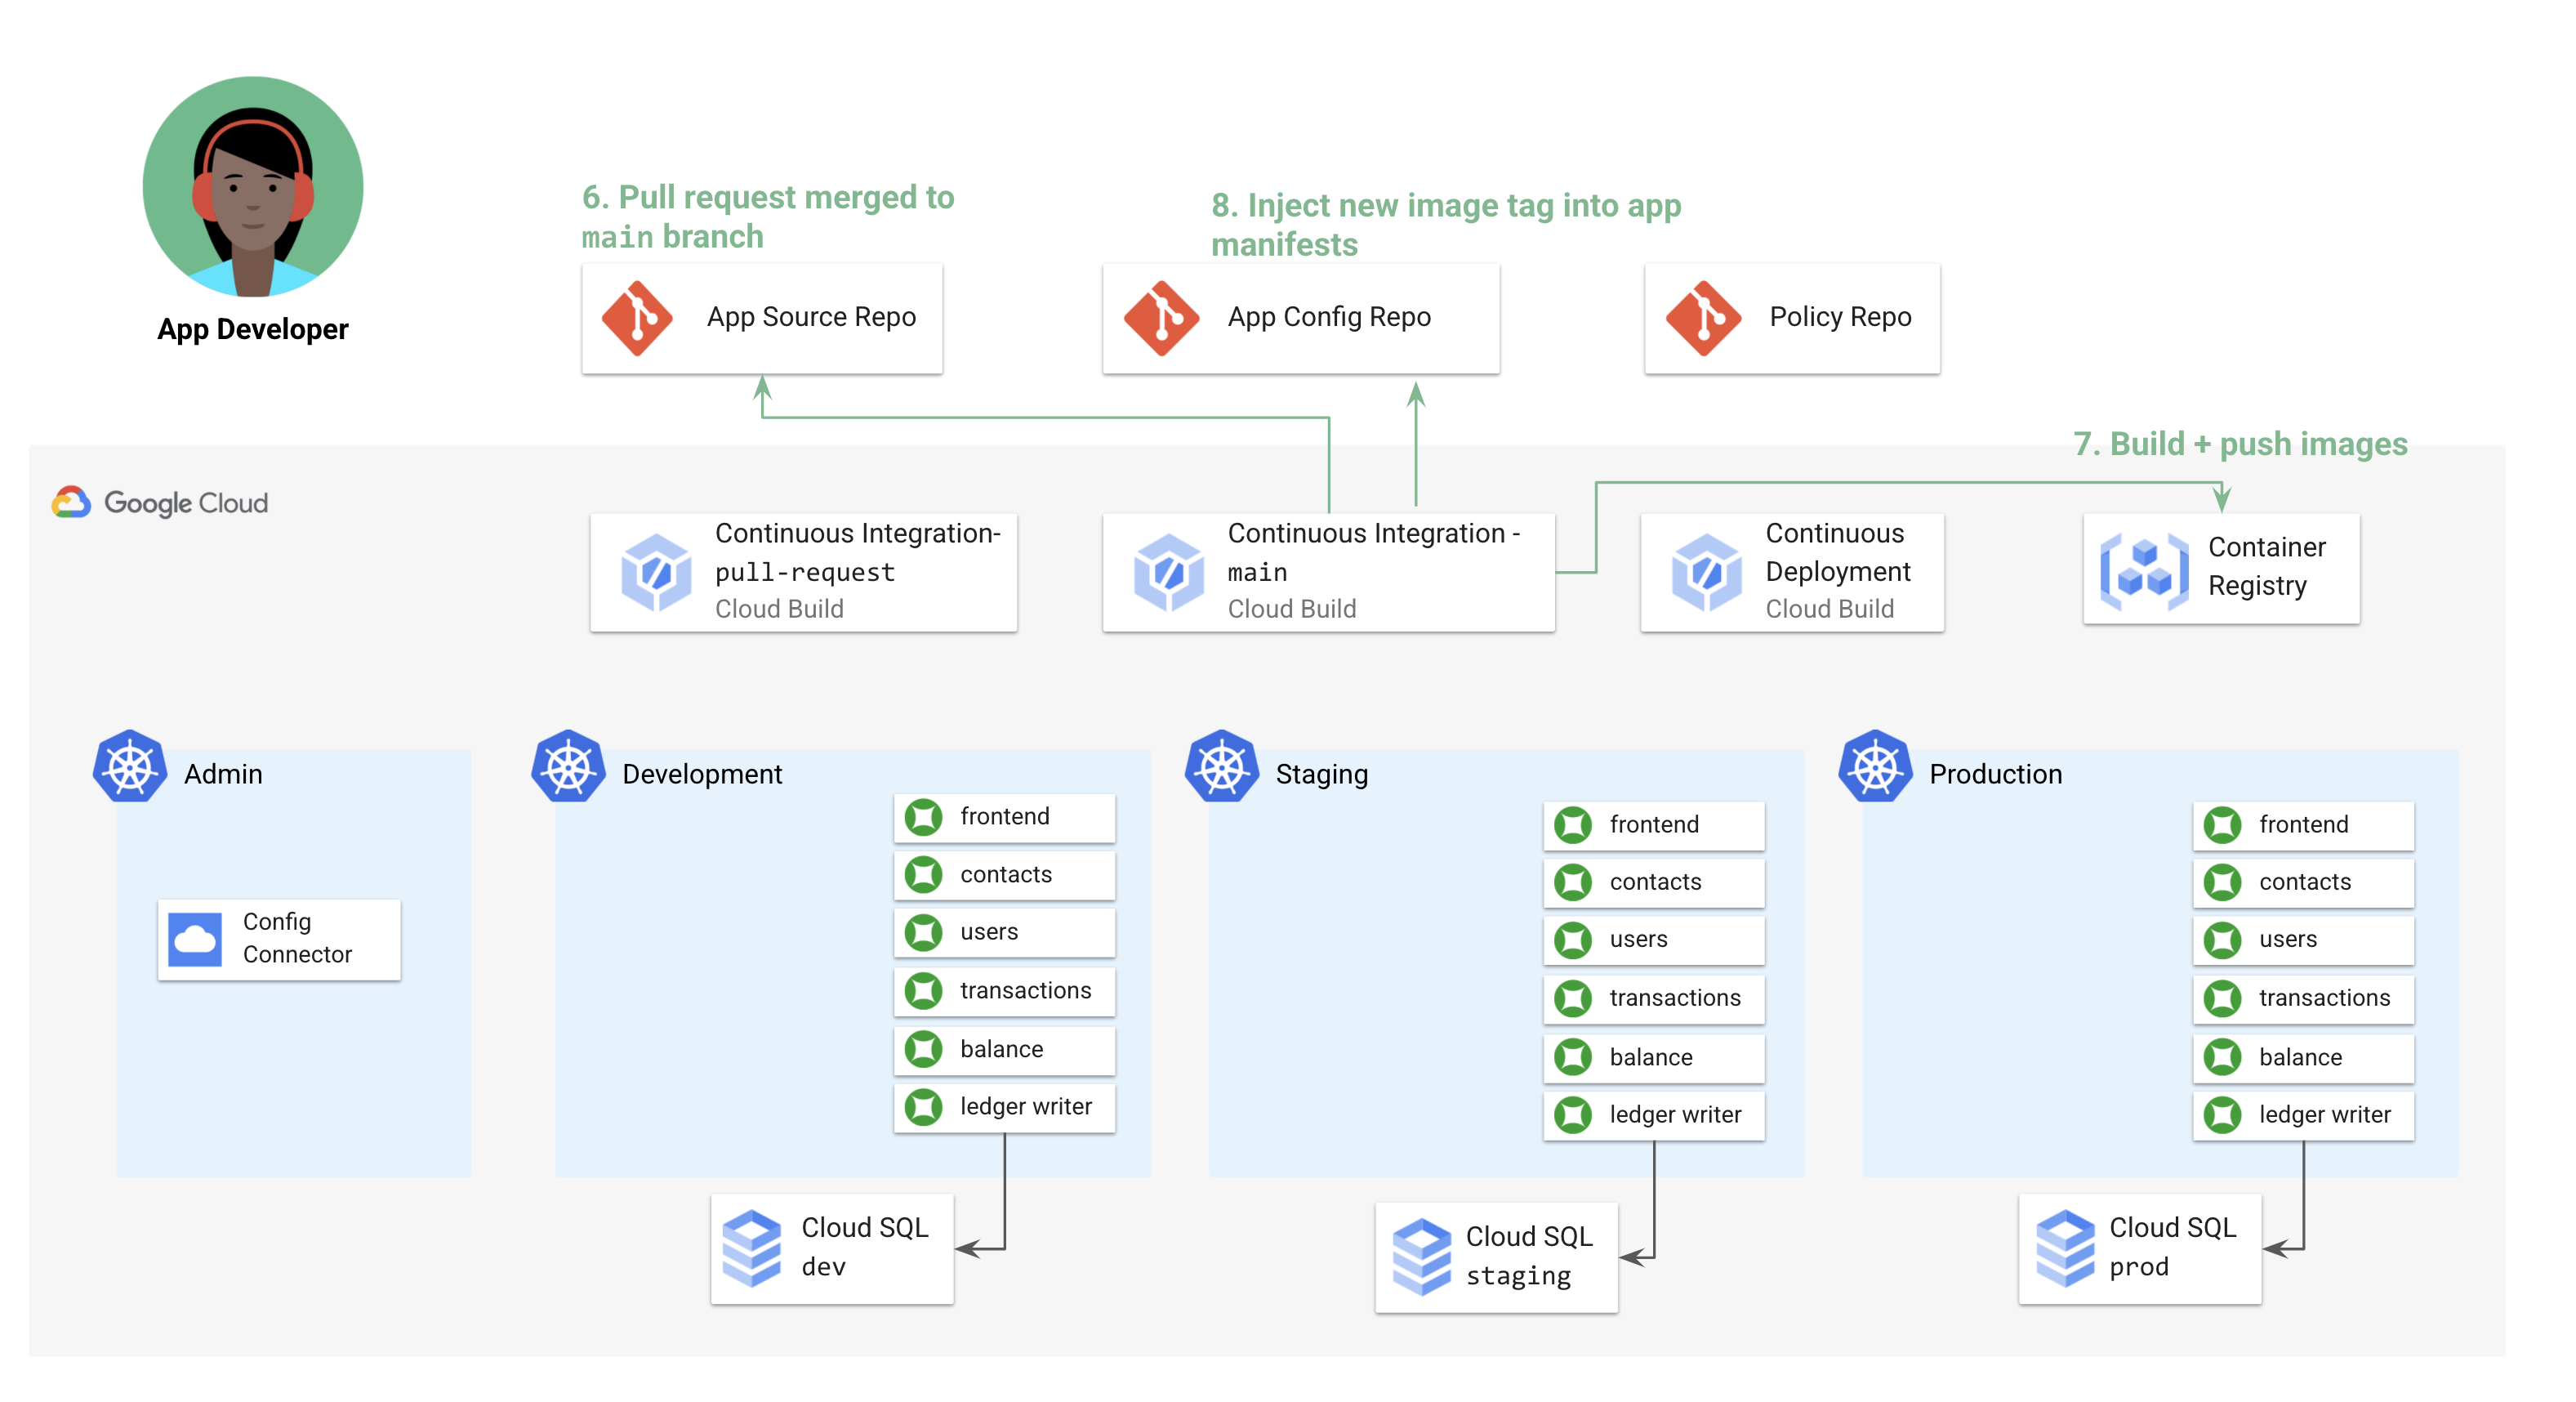 6. Pull request merged to
main branch
8. Inject new image tag into app
manifests
App Source Repo
App Config Repo
Policy Repo
App Developer
7. Build + push images
Google Cloud
Continuous Integration-
pull-request
Cloud Build
Continuous Integration -
main
Cloud Build
Continuous
Deployment
Cloud Build
Container
Registry
Admin
Config
Connector
Development
frontend
contacts
users
transactions
balance
ledger writer
Cloud SQL
dev
Staging
frontend
contacts
users
transactions
balance
ledger writer
Cloud SQL
staging
Production
frontend
contacts
users
transactions
balance
ledger writer
Cloud SQL
prod